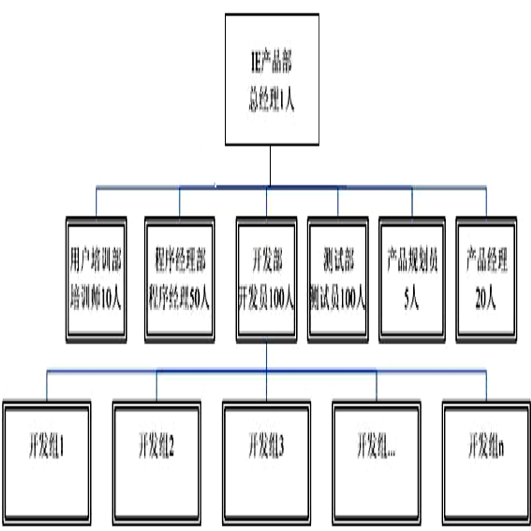 IE产品部
总经理1人
用户培训部
培训师10人
程序经理部
程序经理50人
开发部
开发员100人
测试部
测试员100人
产品规划员
5人
产品经理
20人
开发组1
开发组2
开发组3
开发组...
开发组n